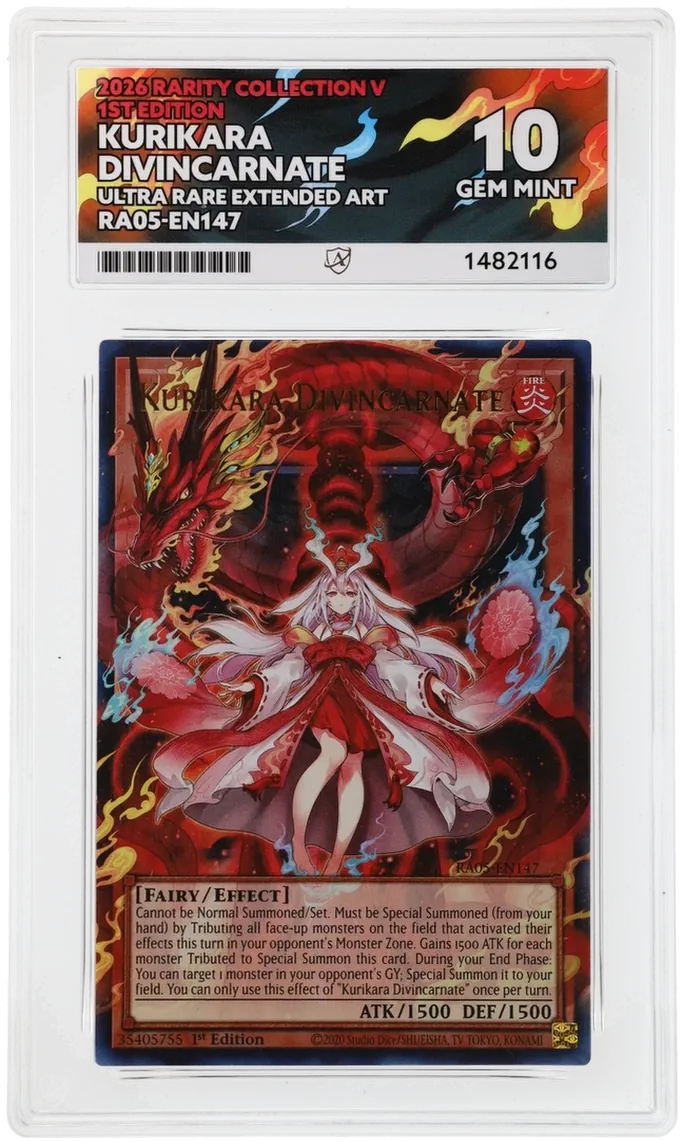 2026 RARITY COLLECTION V
1ST EDITION
KURIKARA
DIVINCARNATE
ULTRA RARE EXTENDED ART
RA05-EN147
10
GEM MINT
A
1482116
KURIKARA DIVINCARNATE
FIRE
炎
RA05-EN147
[FAIRY/EFFECT]
Cannot be Normal Summoned/Set. Must be Special Summoned (from your
hand) by Tributing all face-up monsters on the field that activated their
effects this turn in your opponent's Monster Zone. Gains 1500 ATK for each
monster Tributed to Special Summon this card. During your End Phase:
You can target 1 monster in your opponent's GY; Special Summon it to your
field. You can only use this effect of "Kurikara Divincarnate" once per turn.
ATK/1500 DEF/1500
35405755 1st Edition
©2020 Studio Dice/SHUEISHA, TV TOKYO, KONAMI